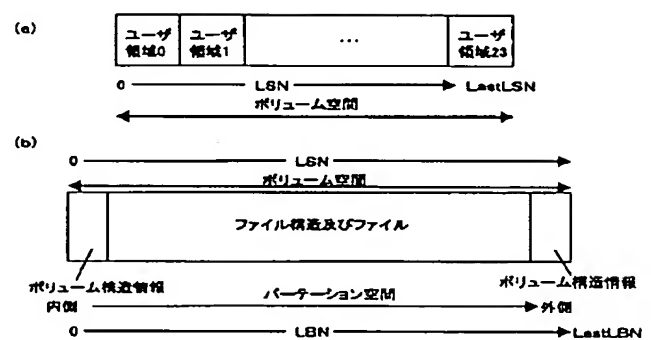 (a)
ユーザ領域0 ユーザ領域1 … ユーザ領域23
0 LSN LastLSN
ボリューム空間
(b)
0 LSN
ボリューム空間
ファイル構造及びファイル
ボリューム構造情報 ボリューム構造情報
内側 パーテーション空間 外側
0 LBN LastLBN